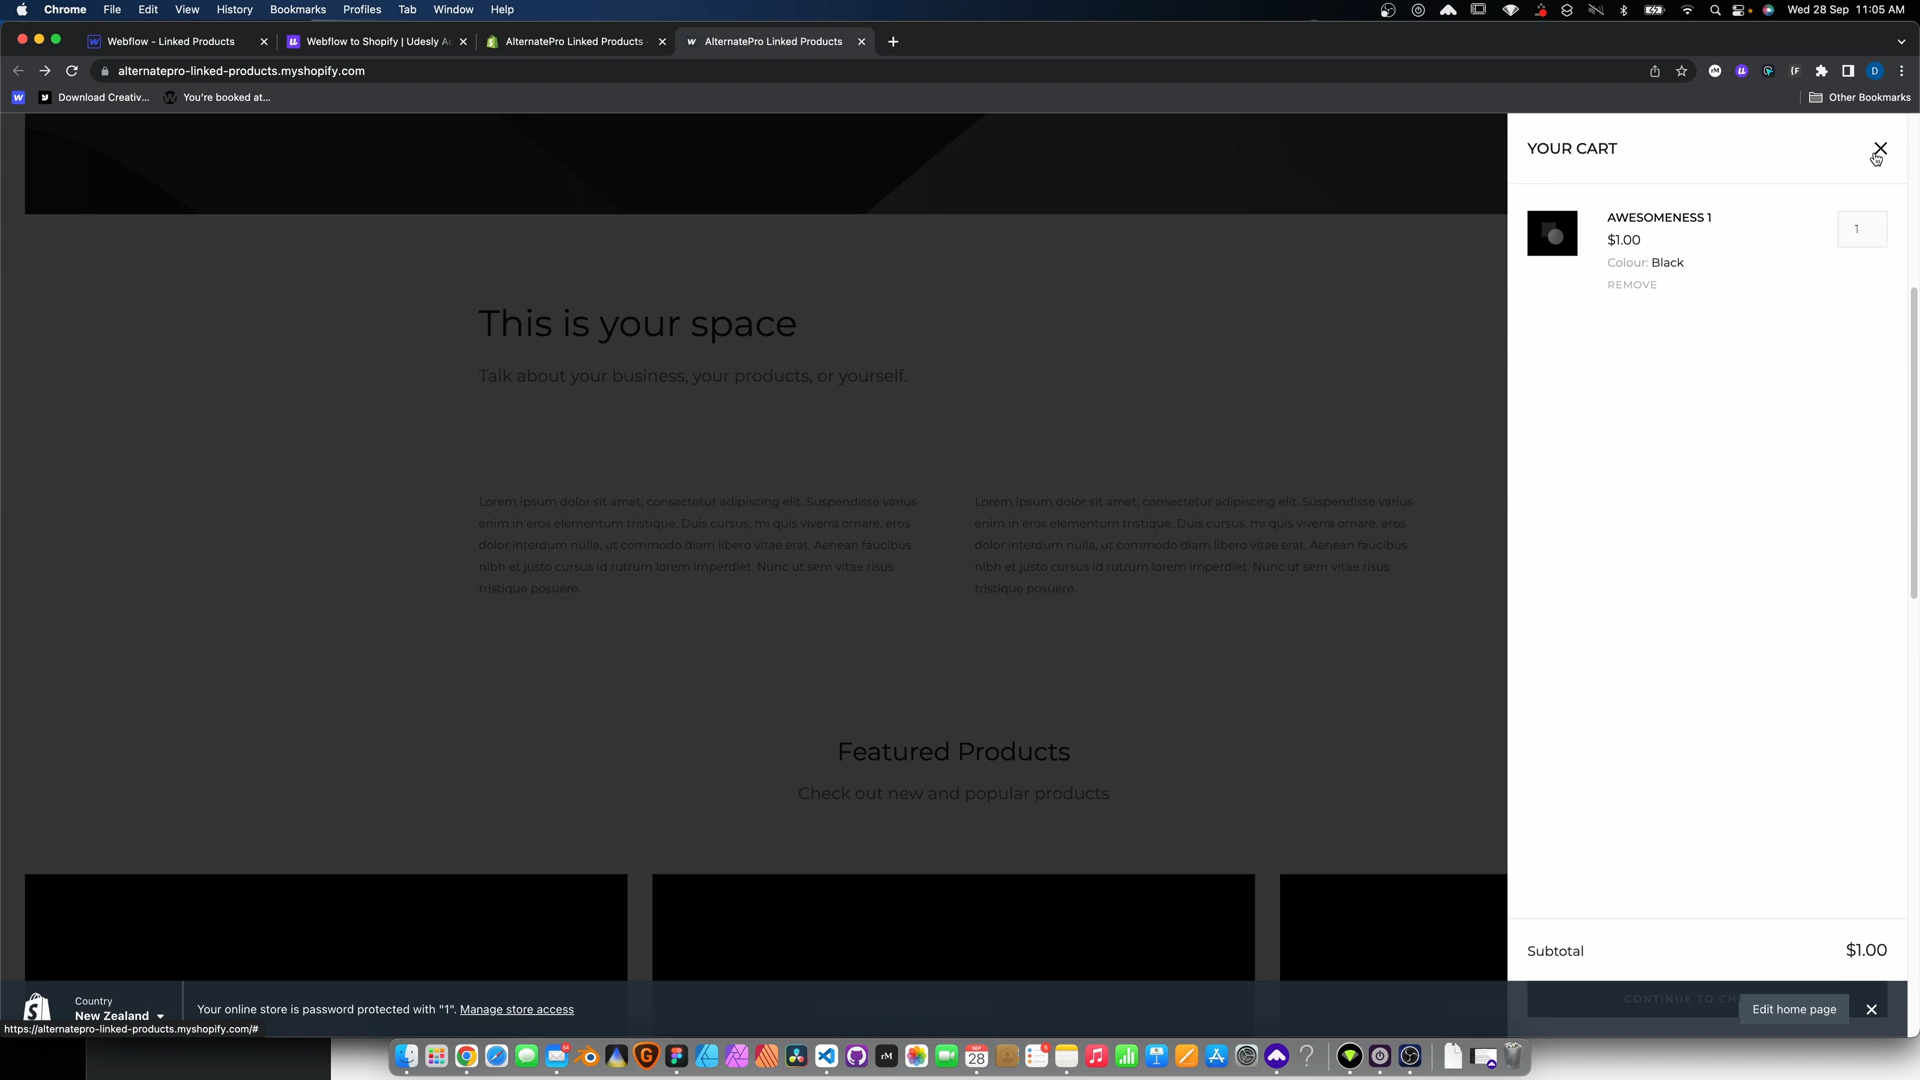 Chrome File Edit View History Bookmarks Profiles Tab Window Help
Wed 28 Sep 11:05 AM
Webflow - Linked Products
Webflow to Shopify | Udesly A
AlternatePro Linked Products
AlternatePro Linked Products
alternatepro-linked-products.myshopify.com
Download Creativ...
You're booked at...
Other Bookmarks
YOUR CART
AWESOMENESS 1
1
$1.00
Colour: Black
REMOVE
This is your space
Talk about your business, your products, or yourself.
Lorem ipsum dolor sit amet, consectetur adipiscing elit. Suspendisse varius
enim in eros elementum tristique. Duis cursus, mi quis viverra ornare, eros
dolor interdum nulla, ut commodo diam libero vitae erat. Aenean faucibus
nibh et justo cursus id rutrum lorem imperdiet. Nunc ut sem vitae risus
tristique posuere.
Lorem ipsum dolor sit amet, consectetur adipiscing elit. Suspendisse varius
enim in eros elementum tristique. Duis cursus, mi quis viverra ornare, eros
dolor interdum nulla, ut commodo diam libero vitae erat. Aenean faucibus
nibh et justo cursus id rutrum lorem imperdiet. Nunc ut sem vitae risus
tristique posuere.
Featured Products
Check out new and popular products
Subtotal
$1.00
CONTINUE TO CH
Country
New Zealand
Your online store is password protected with "1". Manage store access
Edit home page
https://alternatepro-linked-products.myshopify.com/#